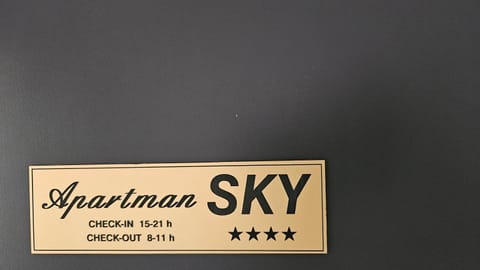 Apartman SKY
CHECK-IN 15-21 h
CHECK-OUT 8-11 h
★★★★